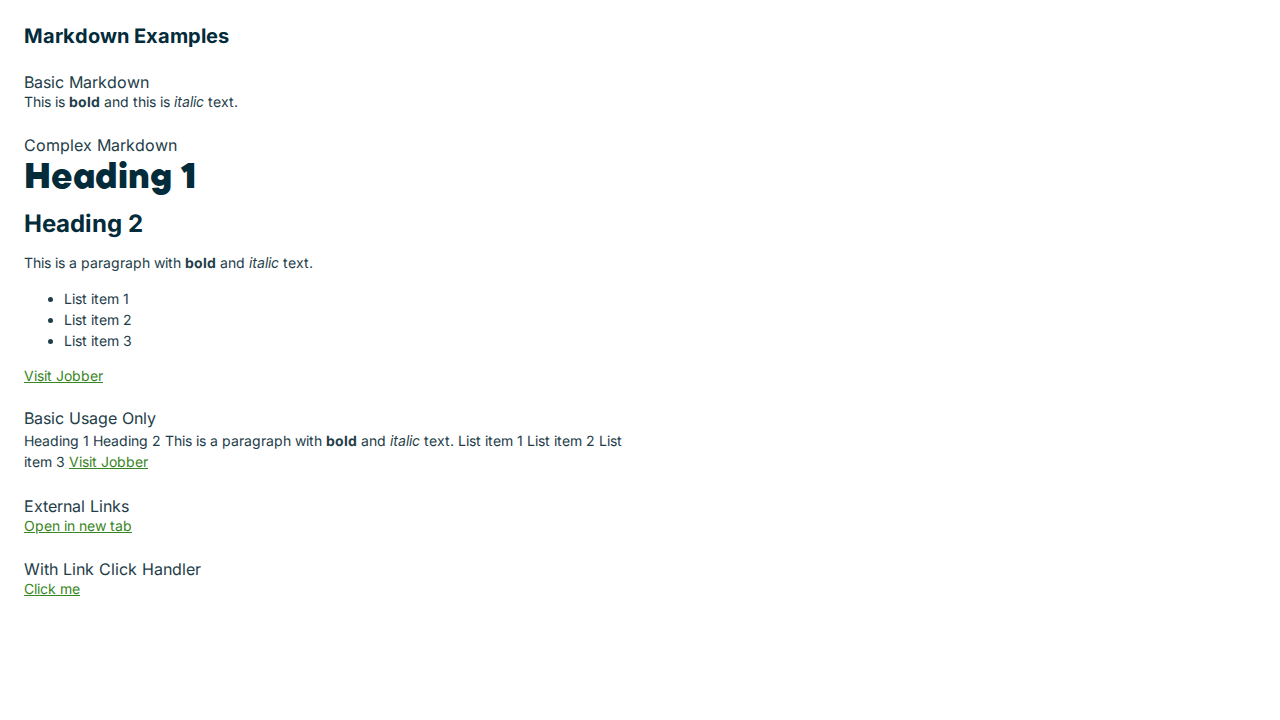 Markdown Examples
Basic Markdown
This is bold and this is italic text.
Complex Markdown
Heading 1
Heading 2
This is a paragraph with bold and italic text.
List item 1
List item 2
List item 3
Visit Jobber
Basic Usage Only
Heading 1 Heading 2 This is a paragraph with bold and italic text. List item 1 List item 2 List
item 3 Visit Jobber
External Links
Open in new tab
With Link Click Handler
Click me